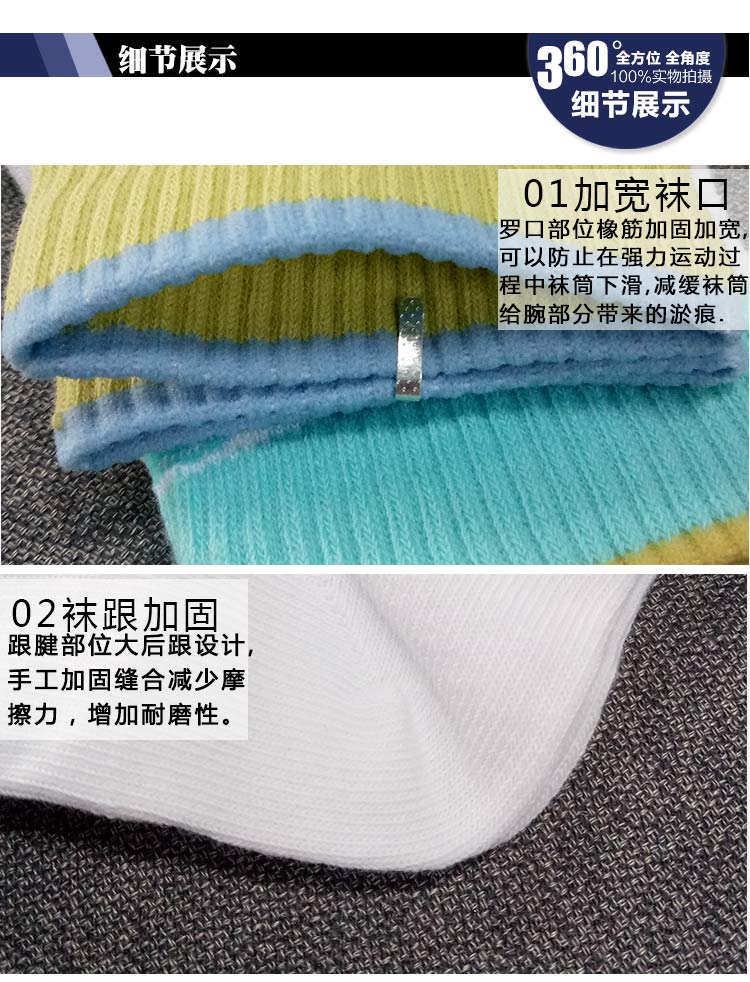 细节展示
360°全方位 全角度
100%实物拍摄
细节展示
01加宽袜口
罗口部位橡筋加固加宽,
可以防止在强力运动过
程中袜筒下滑,减缓袜筒
给腕部分带来的淤痕.
02袜跟加固
跟腱部位大后跟设计,
手工加固缝合减少摩
擦力，增加耐磨性。